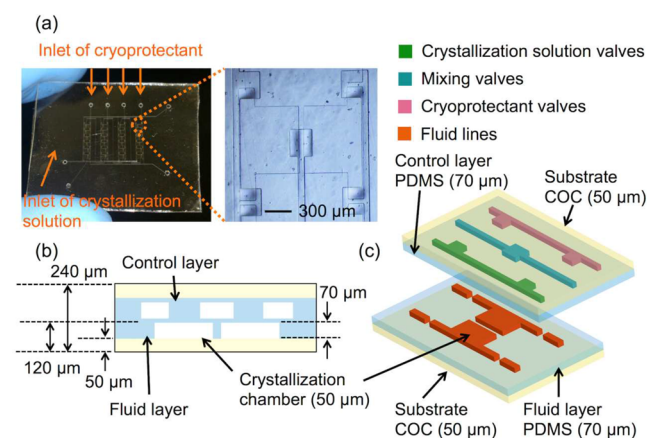 (a)
Inlet of cryoprotectant
Inlet of crystallization
solution
300 μm
Crystallization solution valves
Mixing valves
Cryoprotectant valves
Fluid lines
Control layer
PDMS (70 μm)
Substrate
COC (50 μm)
(b)
240 μm
Control layer
70
μm
120 μm
50 μm
Fluid layer
Crystallization
chamber (50 μm)
(c)
Substrate
COC (50 μm)
Fluid layer
PDMS (70 μm)